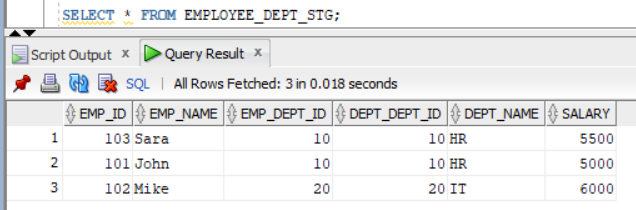 SELECT * FROM EMPLOYEE_DEPT_STG;
Script Output x Query Result x
SQL | All Rows Fetched: 3 in 0.018 seconds
EMP_ID EMP_NAME EMP_DEPT_ID DEPT_DEPT_ID DEPT_NAME SALARY
1 103 Sara 10 10 HR 5500
2 101 John 10 10 HR 5000
3 102 Mike 20 20 IT 6000